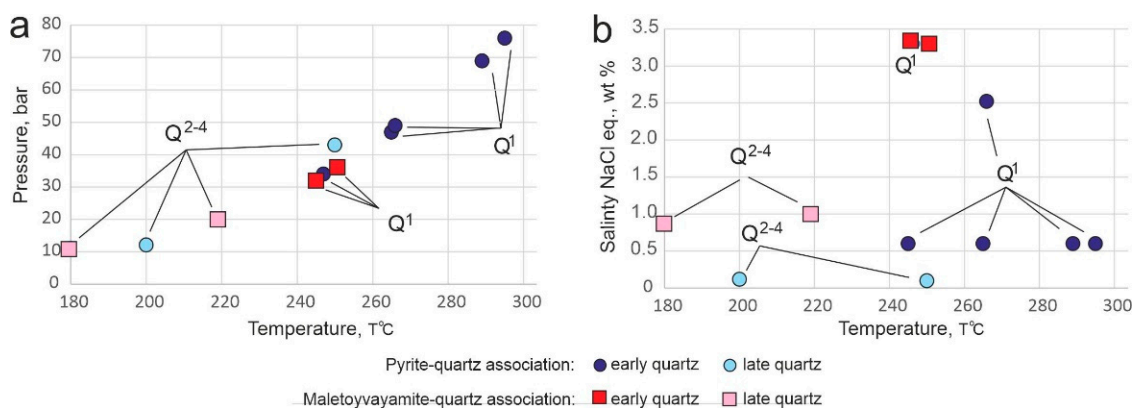 a
Pressure, bar
80
70
60
50
40
30
20
10
0
180 200 220 240 260 280 300
Temperature, T°C
Q2-4
Q1
Q1
b
Salinty NaCl eq., wt %
3.5
3.0
2.5
2.0
1.5
1.0
0.5
0
180 200 220 240 260 280 300
Temperature, T°C
Q1
Q2-4
Q1
Q2-4
Pyrite-quartz association: early quartz late quartz
Maletoyvayamite-quartz association: early quartz late quartz